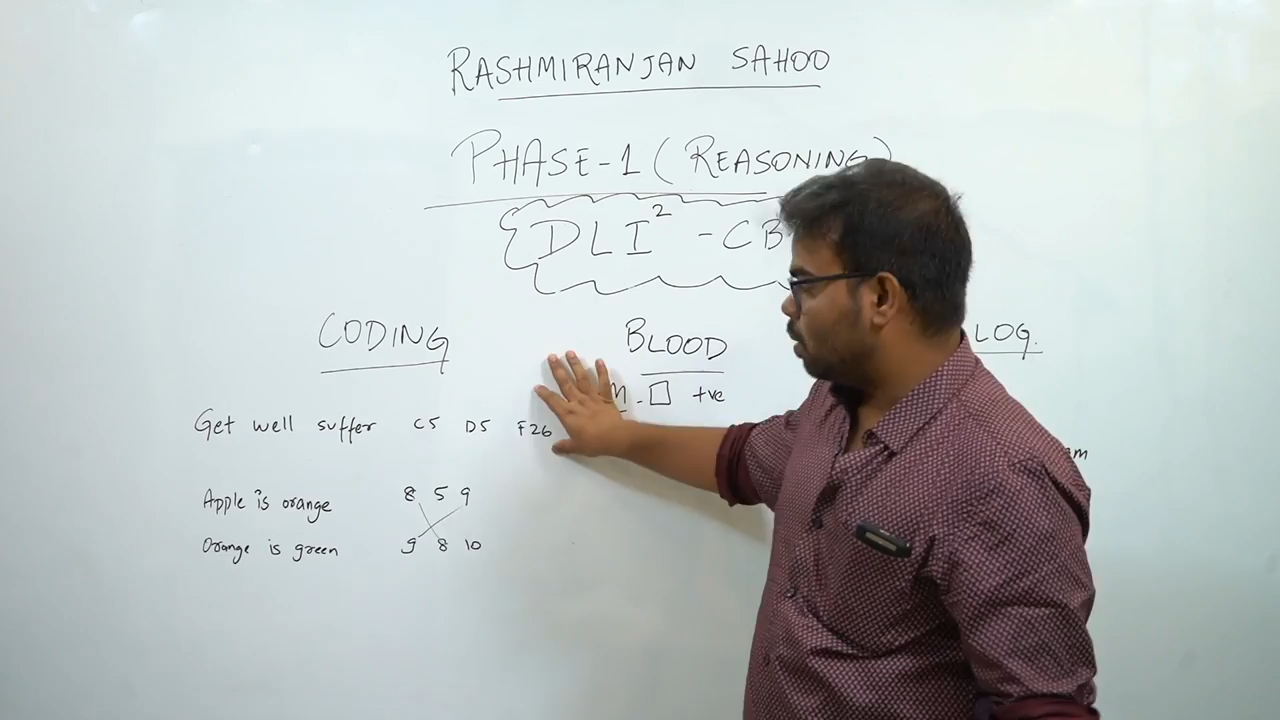 RASHMIRANJAN SAHOO
PHASE-1 (REASONING)
DLI² - CB
CODING
BLOOD
LOG.
M - □ +ve
Get well suffer C5 D5 F26
Apple is orange 8 5 9
Orange is green 9 8 10